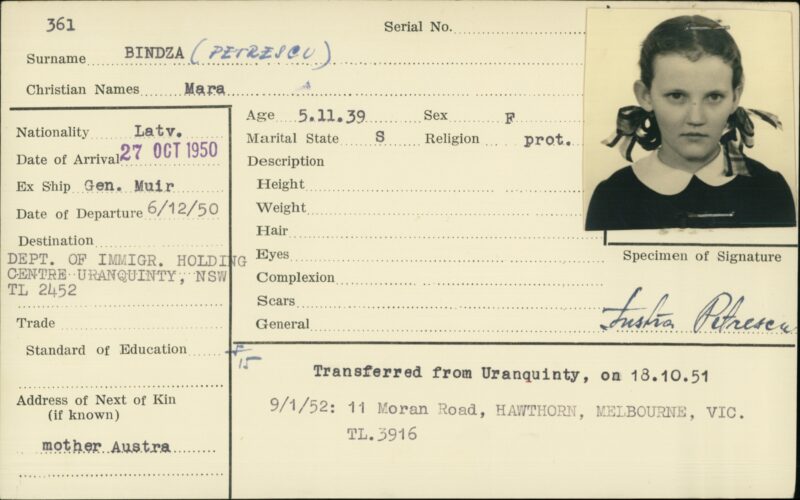 361
Serial No.
Surname BINDZA (PETRESCU)
Christian Names Mara
Nationality Latv.
Date of Arrival 27 OCT 1950
Ex Ship Gen. Muir
Date of Departure 6/12/50
Destination
DEPT. OF IMMIGR. HOLDING
CENTRE URANQUINTY, NSW
TL 2452
Trade
Standard of Education
Address of Next of Kin
(if known)
mother Austra
Age 5.11.39 Sex F
Marital State S Religion prot.
Description
Height
Weight
Hair
Eyes
Complexion
Scars
General
Specimen of Signature
Petrescu
15
Transferred from Uranquinty, on 18.10.51
9/1/52: 11 Moran Road, HAWTHORN, MELBOURNE, VIC.
TL.3916